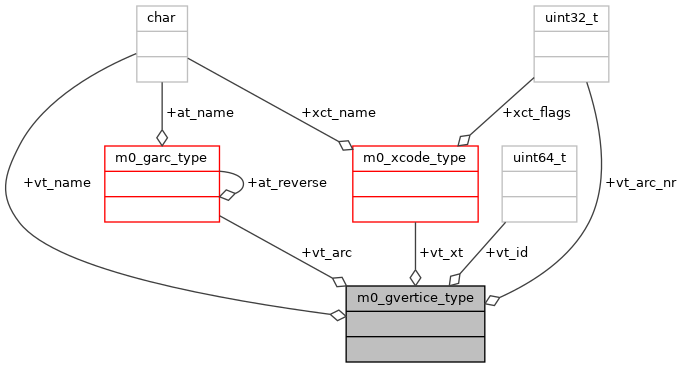 char
uint32_t
+at_name
+xct_name
+xct_flags
m0_garc_type
m0_xcode_type
uint64_t
+vt_name
+at_reverse
+vt_arc_nr
+vt_arc
+vt_xt
+vt_id
m0_gvertice_type